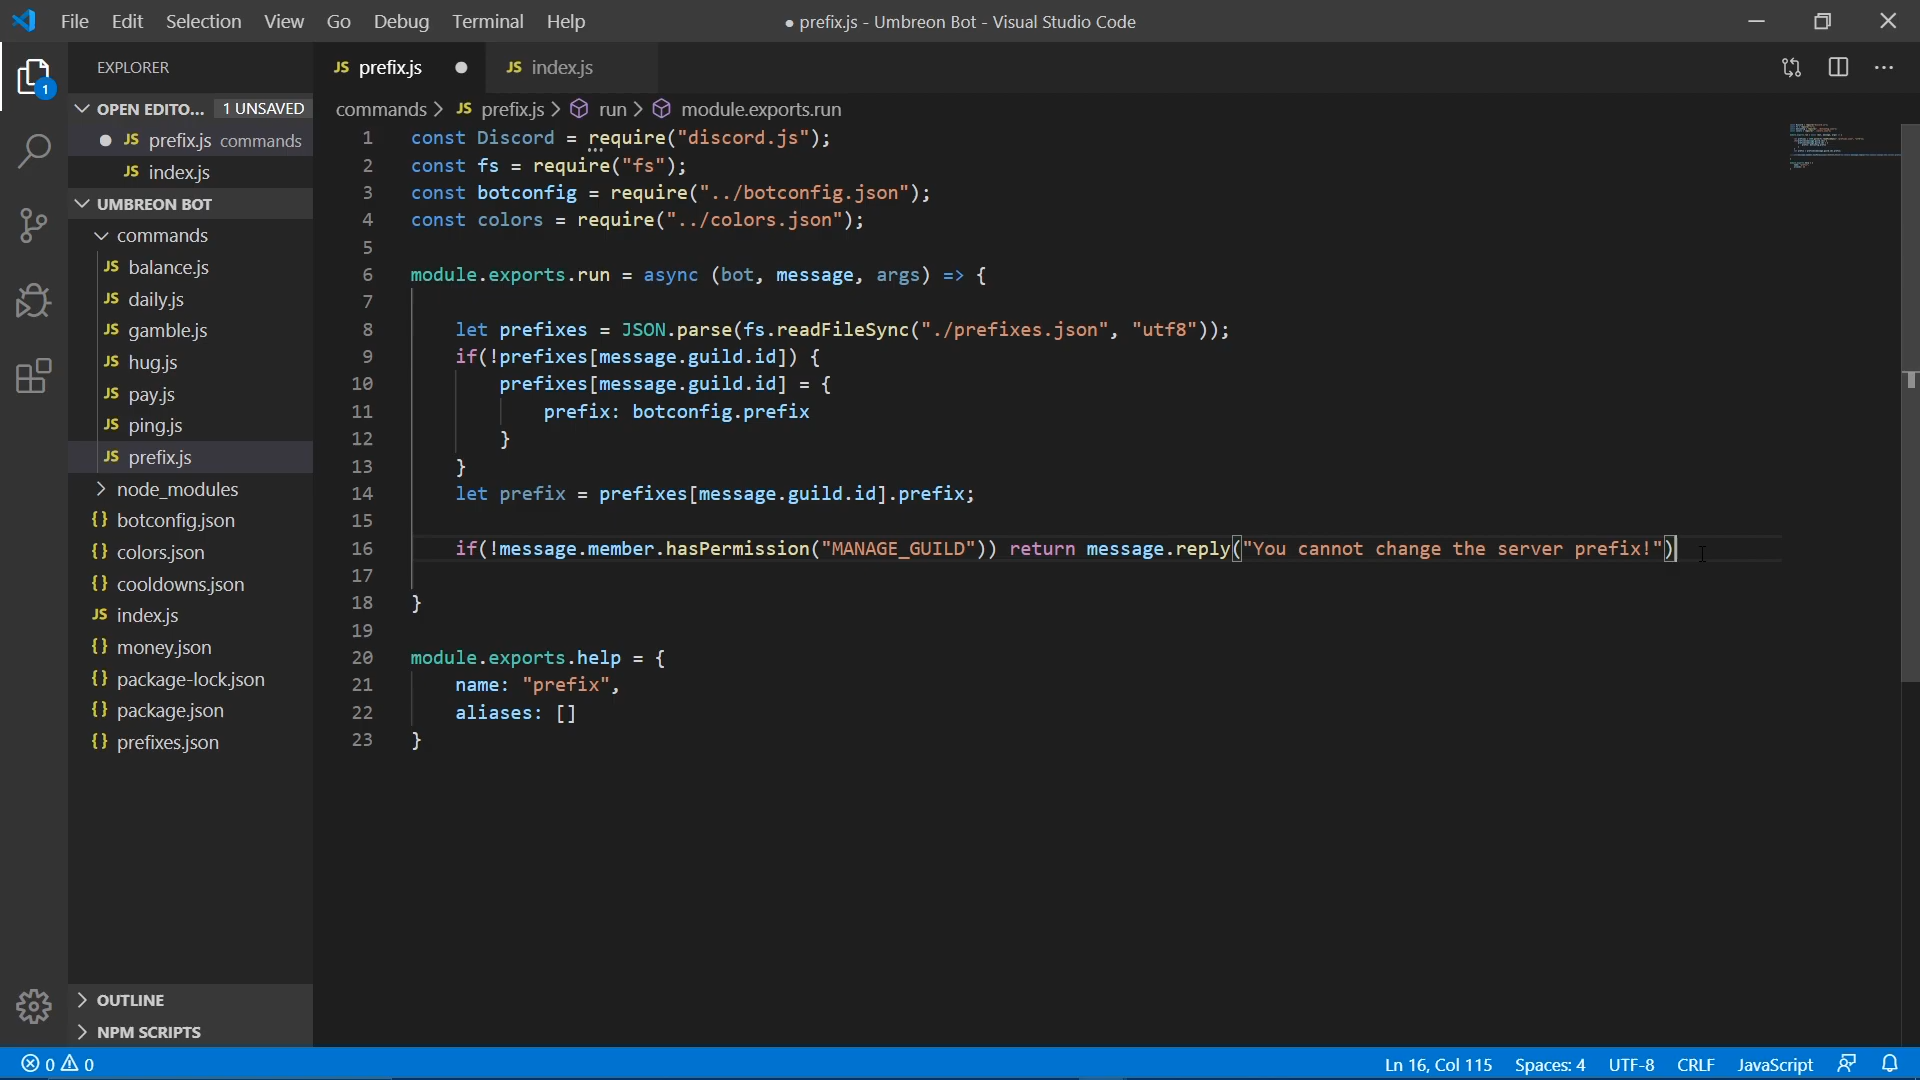 File Edit Selection View Go Debug Terminal Help
● prefix.js - Umbreon Bot - Visual Studio Code
EXPLORER
OPEN EDITO... 1 UNSAVED
● JS prefix.js commands
JS index.js
UMBREON BOT
commands
JS balance.js
JS daily.js
JS gamble.js
JS hug.js
JS pay.js
JS ping.js
JS prefix.js
node_modules
{} botconfig.json
{} colors.json
{} cooldowns.json
JS index.js
{} money.json
{} package-lock.json
{} package.json
{} prefixes.json
OUTLINE
NPM SCRIPTS
1
JS prefix.js ● JS index.js
commands > JS prefix.js > run > module.exports.run
1 const Discord = require("discord.js");
2 const fs = require("fs");
3 const botconfig = require("../botconfig.json");
4 const colors = require("../colors.json");
5
6 module.exports.run = async (bot, message, args) => {
7
8 let prefixes = JSON.parse(fs.readFileSync("./prefixes.json", "utf8"));
9 if(!prefixes[message.guild.id]) {
10 prefixes[message.guild.id] = {
11 prefix: botconfig.prefix
12 }
13 }
14 let prefix = prefixes[message.guild.id].prefix;
15
16 if(!message.member.hasPermission("MANAGE_GUILD")) return message.reply("You cannot change the server prefix!")
17
18 }
19
20 module.exports.help = {
21 name: "prefix",
22 aliases: []
23 }
0 0
Ln 16, Col 115 Spaces: 4 UTF-8 CRLF JavaScript